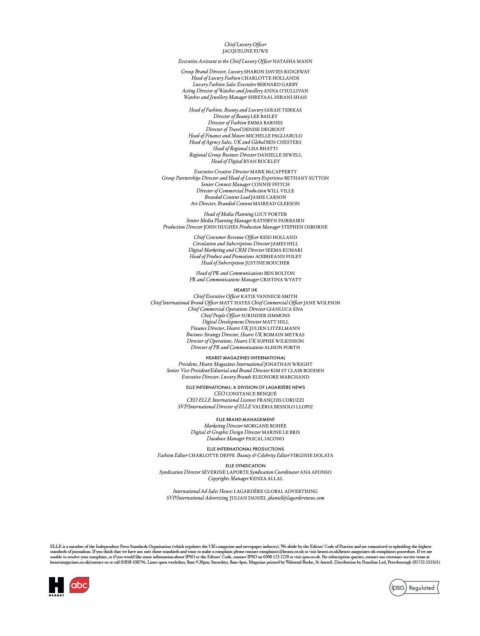 Chief Luxury Officer
JACQUELINE EUWE
Executive Assistant to the Chief Luxury Officer NATASHA MANN
Group Brand Director, Luxury SHARON DAVIES-RIDGEWAY
Head of Luxury Fashion CHARLOTTE HOLLANDS
Luxury Fashion Sales Executive BERNARD GARBY
Acting Director of Watches and Jewellery ANNA O'SULLIVAN
Watches and Jewellery Manager SHREYAAL HIRANI SHAH
Head of Fashion, Beauty and Luxury SARAH TSIRKAS
Director of Beauty LEE BAILEY
Director of Fashion EMMA BARNES
Director of Travel DENISE DEGROOT
Head of Finance and Motors MICHELLE PAGLIARULO
Head of Agency Sales, UK and Global BEN CHESTERS
Head of Regional LISA BHATTI
Regional Group Business Director DANIELLE SEWELL
Head of Digital RYAN BUCKLEY
Executive Creative Director MARK McCAFFERTY
Group Partnerships Director and Head of Luxury Experience BETHANY SUTTON
Senior Connect Manager CONNIE FFITCH
Director of Commercial Production WILL VILLE
Branded Content Lead JAMIE CARSON
Art Director, Branded Content MAIREAD GLEESON
Head of Media Planning LUCY PORTER
Senior Media Planning Manager KATHRYN FAIRBAIRN
Production Director JOHN HUGHES Production Manager STEPHEN OSBORNE
Chief Consumer Revenue Officer REID HOLLAND
Circulation and Subscriptions Director JAMES HILL
Digital Marketing and CRM Director SEEMA KUMARI
Head of Product and Promotions AOIBHEANN FOLEY
Head of Subscriptions JUSTINE BOUCHER
Head of PR and Communications BEN BOLTON
PR and Communications Manager CRISTINA WYATT
HEARST UK
Chief Executive Officer KATIE VANNECK-SMITH
Chief International Brand Officer MATT HAYES Chief Commercial Officer JANE WOLFSON
Chief Commercial Operations Director GIANLUCA ENA
Chief People Officer SURINDER SIMMONS
Digital Development Director MATT HILL
Finance Director, Hearst UK JULIEN LITZELMANN
Business Strategy Director, Hearst UK ROMAIN METRAS
Director of Operations, Hearst UK SOPHIE WILKINSON
Director of PR and Communications ALISON FORTH
HEARST MAGAZINES INTERNATIONAL
President, Hearst Magazines International JONATHAN WRIGHT
Senior Vice-President/Editorial and Brand Director KIM ST CLAIR BODDEN
Executive Director, Luxury Brands ELEONORE MARCHAND
ELLE INTERNATIONAL: A DIVISION OF LAGARDÈRE NEWS
CEO CONSTANCE BENQUÉ
CEO ELLE International Licenses FRANÇOIS CORUZZI
SVP/International Director of ELLE VALÉRIA BESSOLO LLOPIZ
ELLE BRAND MANAGEMENT
Marketing Director MORGANE ROHÉE
Digital & Graphic Design Director MARINE LE BRIS
Database Manager PASCAL IACONO
ELLE INTERNATIONAL PRODUCTIONS
Fashion Editor CHARLOTTE DEFFE Beauty & Celebrity Editor VIRGINIE DOLATA
ELLE SYNDICATION
Syndication Director SÉVERINE LAPORTE Syndication Coordinator ANA AFONSO
Copyrights Manager KENZA ALLAL
International Ad Sales House: LAGARDÈRE GLOBAL ADVERTISING
SVP/International Advertising JULIAN DANIEL jdaniel@lagarderenews.com
ELLE is a member of the Independent Press Standards Organisation (which regulates the UK's magazine and newspaper industry). We abide by the Editors' Code of Practice and are committed to upholding the highest
standards of journalism. If you think that we have not met those standards and want to make a complaint please contact complaints@hearst.co.uk or visit hearst.co.uk/hearst-magazines-uk-complaints-procedure. If we are
unable to resolve your complaint, or if you would like more information about IPSO or the Editors' Code, contact IPSO on 0300 123 2220 or visit ipso.co.uk. For subscription queries, contact our customer service team at
hearstmagazines.co.uk/contact-us or call 01858 438796. Lines open weekdays, 8am-9.30pm; Saturdays, 8am-4pm. Magazine printed by Walstead Roche, St Austell. Distribution by Frontline Ltd, Peterborough (01733 555161)
H
HEARST
abc
ipso. Regulated